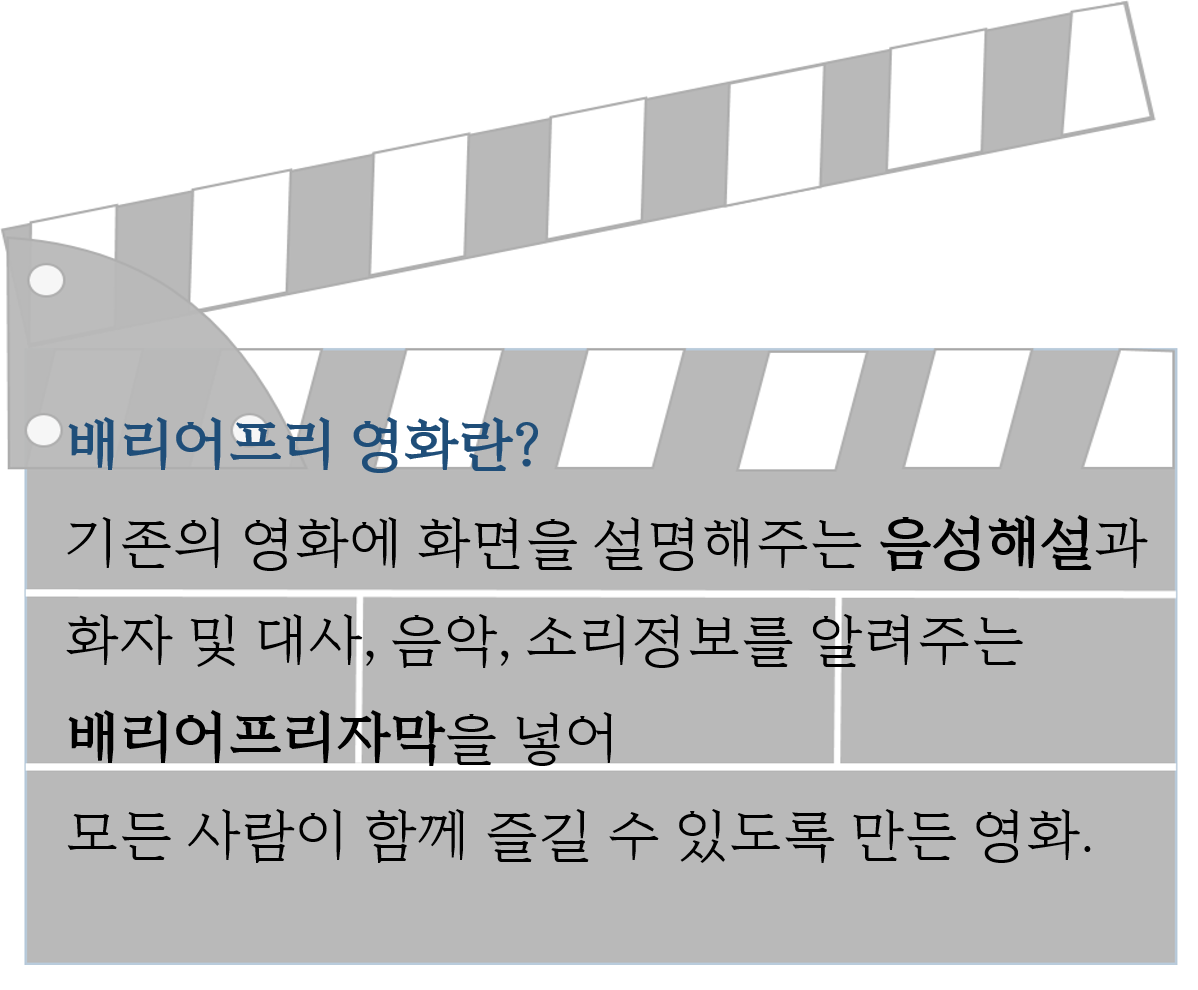 배리어프리 영화란?
기존의 영화에 화면을 설명해주는 음성해설과
화자 및 대사, 음악, 소리정보를 알려주는
배리어프리자막을 넣어
모든 사람이 함께 즐길 수 있도록 만든 영화.